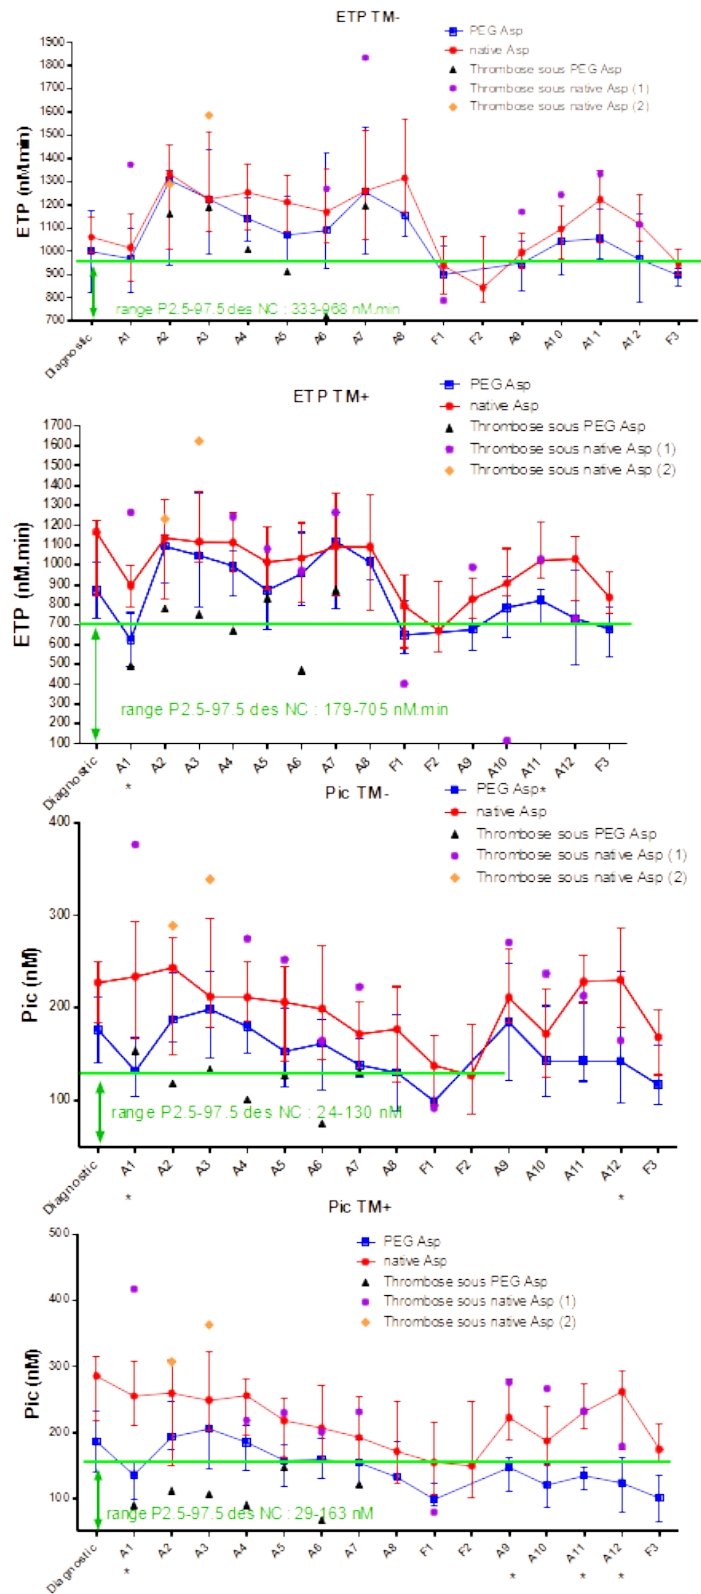 ETP TM-
PEG Asp
native Asp
Thrombose sous PEG Asp
Thrombose sous native Asp (1)
Thrombose sous native Asp (2)
ETP (nM.min)
1900
1800
1700
1600
1500
1400
1300
1200
1100
1000
900
800
700
range P2.5-97.5 des NC : 333-968 nM.min
Diagnostic A1 A2 A3 A4 A5 A6 A7 A8 F1 F2 A9 A10 A11 A12 F3
ETP TM+
PEG Asp
native Asp
Thrombose sous PEG Asp
Thrombose sous native Asp (1)
Thrombose sous native Asp (2)
ETP (nM.min)
1700
1600
1500
1400
1300
1200
1100
1000
900
800
700
600
500
400
300
200
100
range P2.5-97.5 des NC : 179-705 nM.min
Diagnostic A1 A2 A3 A4 A5 A6 A7 A8 F1 F2 A9 A10 A11 A12 F3
*
Pic TM-
PEG Asp*
native Asp
Thrombose sous PEG Asp
Thrombose sous native Asp (1)
Thrombose sous native Asp (2)
Pic (nM)
400
300
200
100
range P2.5-97.5 des NC : 24-130 nM
Diagnostic A1 A2 A3 A4 A5 A6 A7 A8 F1 F2 A9 A10 A11 A12 F3
* *
Pic TM+
PEG Asp
native Asp
Thrombose sous PEG Asp
Thrombose sous native Asp (1)
Thrombose sous native Asp (2)
Pic (nM)
500
400
300
200
100
range P2.5-97.5 des NC : 29-163 nM
Diagnostic A1 A2 A3 A4 A5 A6 A7 A8 F1 F2 A9 A10 A11 A12 F3
* * * *